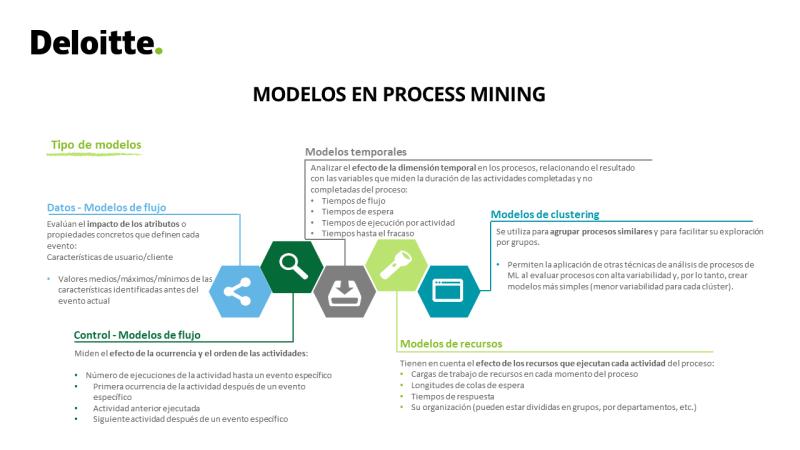 Deloitte.
MODELOS EN PROCESS MINING
Tipo de modelos
Modelos temporales
Analizar el efecto de la dimensión temporal en los procesos, relacionando el resultado
con las variables que miden la duración de las actividades completadas y no
completadas del proceso:
• Tiempos de flujo
• Tiempos de espera
• Tiempos de ejecución por actividad
• Tiempos hasta el fracaso
Datos - Modelos de flujo
Evalúan el impacto de los atributos o
propiedades concretos que definen cada
evento:
Características de usuario/cliente
• Valores medios/máximos/mínimos de las
características identificadas antes del
evento actual
Modelos de clustering
Se utiliza para agrupar procesos similares y para facilitar su exploración
por grupos.
• Permiten la aplicación de otras técnicas de análisis de procesos de
ML al evaluar procesos con alta variabilidad y, por lo tanto, crear
modelos más simples (menor variabilidad para cada clúster).
Control - Modelos de flujo
Miden el efecto de la ocurrencia y el orden de las actividades:
• Número de ejecuciones de la actividad hasta un evento específico
• Primera ocurrencia de la actividad después de un evento
específico
• Actividad anterior ejecutada
• Siguiente actividad después de un evento específico
Modelos de recursos
Tienen en cuenta el efecto de los recursos que ejecutan cada actividad del proceso:
• Cargas de trabajo de recursos en cada momento del proceso
• Longitudes de colas de espera
• Tiempos de respuesta
• Su organización (pueden estar divididas en grupos, por departamentos, etc.)